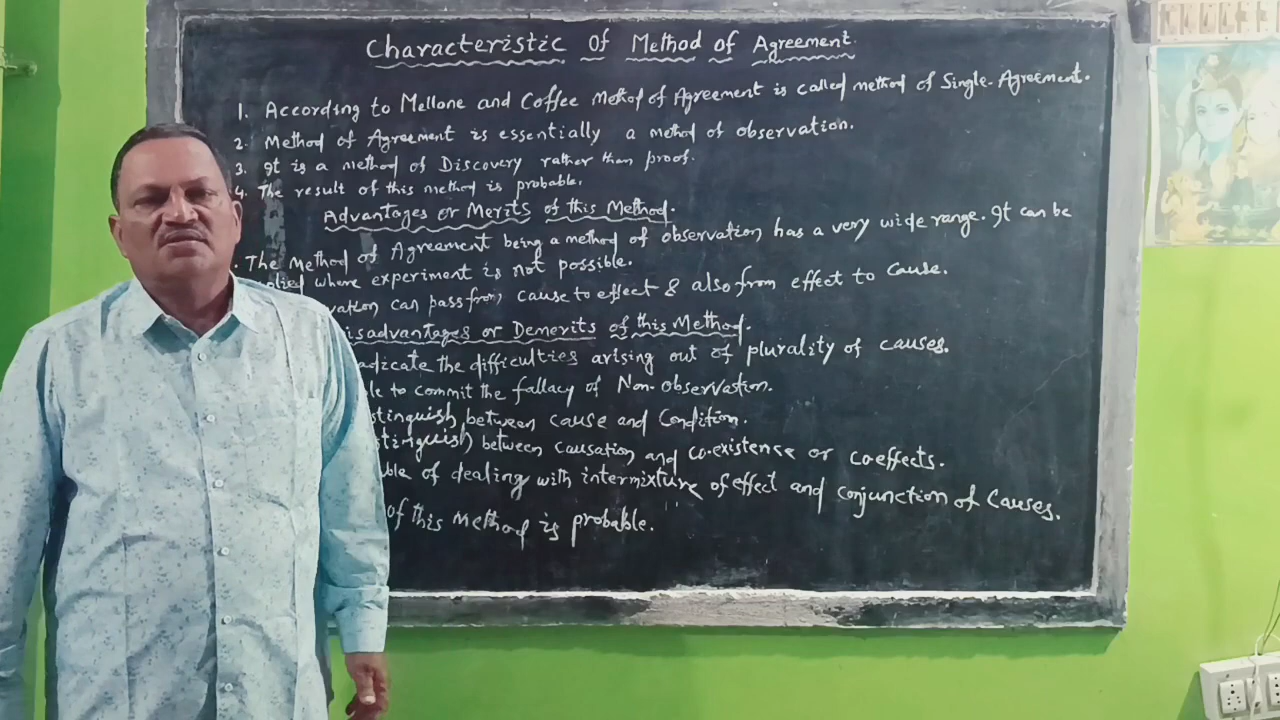 Characteristic Of Method of Agreement.
1. According to Mellone and Coffee Method of Agreement is called method of Single-Agreement.
2. Method of Agreement is essentially a method of observation.
3. It is a method of Discovery rather than proof.
4. The result of this method is probable.
Advantages or Merits of this Method.
The Method of Agreement being a method of observation has a very wide range. It can be
plied where experiment is not possible.
vation can pass from cause to effect & also from effect to cause.
isadvantages or Demerits of this Method.
adicate the difficulties arising out of plurality of causes.
le to commit the fallacy of Non-observation.
stinguish between cause and Condition.
stinguish between causation and co-existence or co-effects.
ble of dealing with intermixture of effect and conjunction of Causes.
of this Method is probable.